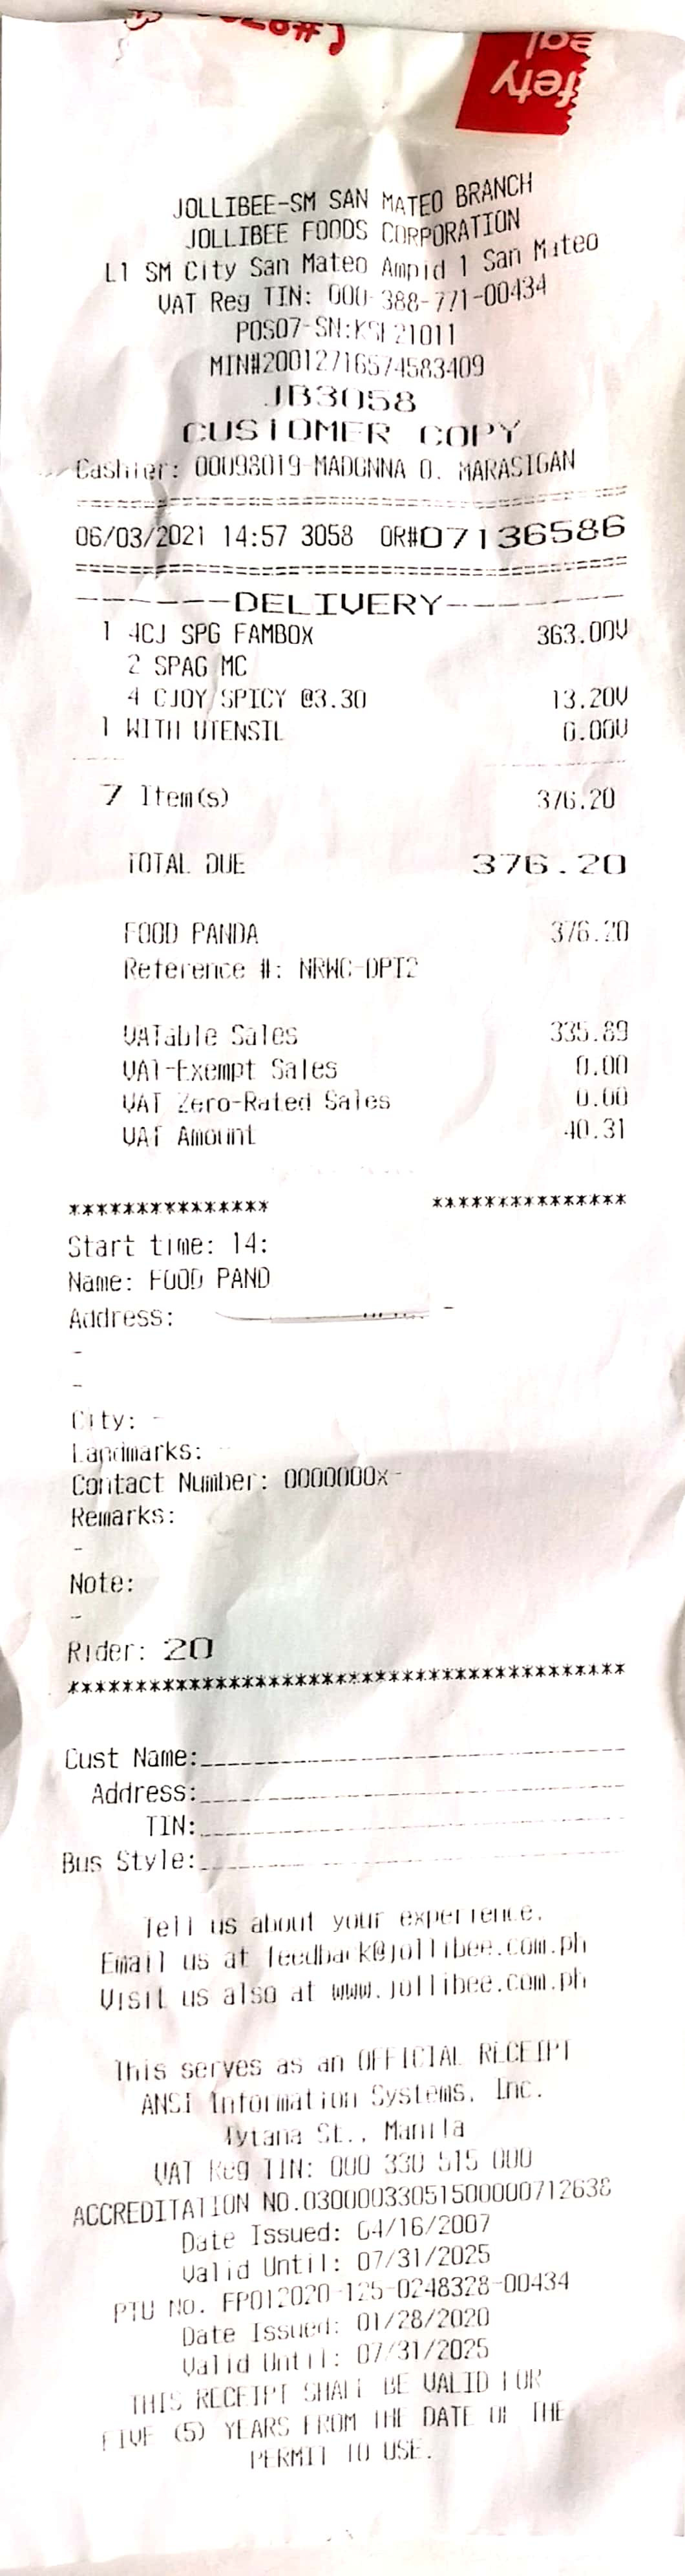 fety
eal
JOLLIBEE-SM SAN MATEO BRANCH
JOLLIBEE FOODS CORPORATION
L1 SM City San Mateo Ampid 1 San Mateo
VAT Reg TIN: 000-388-771-00434
POS07-SN:KSF21011
MIN#20012716574583409
JB3058
CUSTOMER COPY
Cashier: 00098019-MADONNA O. MARASIGAN
06/03/2021 14:57 3058 OR#07136586
------DELIVERY------
1 4CJ SPG FAMBOX 363.00V
2 SPAG MC
4 CJOY SPICY @3.30 13.20V
1 WITH UTENSIL 0.00V
7 Item(s) 376.20
TOTAL DUE 376.20
FOOD PANDA 376.20
Reference #: NRWC-OPT2
VATable Sales 335.89
VAT-Exempt Sales 0.00
VAT Zero-Rated Sales 0.00
VAT Amount 40.31
*************** ***************
Start time: 14:
Name: FOOD PAND
Address: -
-
-
City: -
Landmarks:
Contact Number: 0000000x-
Remarks:
-
Note:
-
Rider: 20
******************************************
Cust Name:
Address:
TIN:
Bus Style:
Tell us about your experience.
Email us at feedback@jollibee.com.ph
Visit us also at www.jollibee.com.ph
This serves as an OFFICIAL RECEIPT
ANSI Information Systems, Inc.
Tytana St., Manila
VAT Reg TIN: 000 330 515 000
ACCREDITATION NO.030000330515000000712638
Date Issued: 04/16/2007
Valid Until: 07/31/2025
PTU No. FP012020-125-0248328-00434
Date Issued: 01/28/2020
Valid Until: 07/31/2025
THIS RECEIPT SHALL BE VALID FOR
FIVE (5) YEARS FROM THE DATE OF THE
PERMIT TO USE.